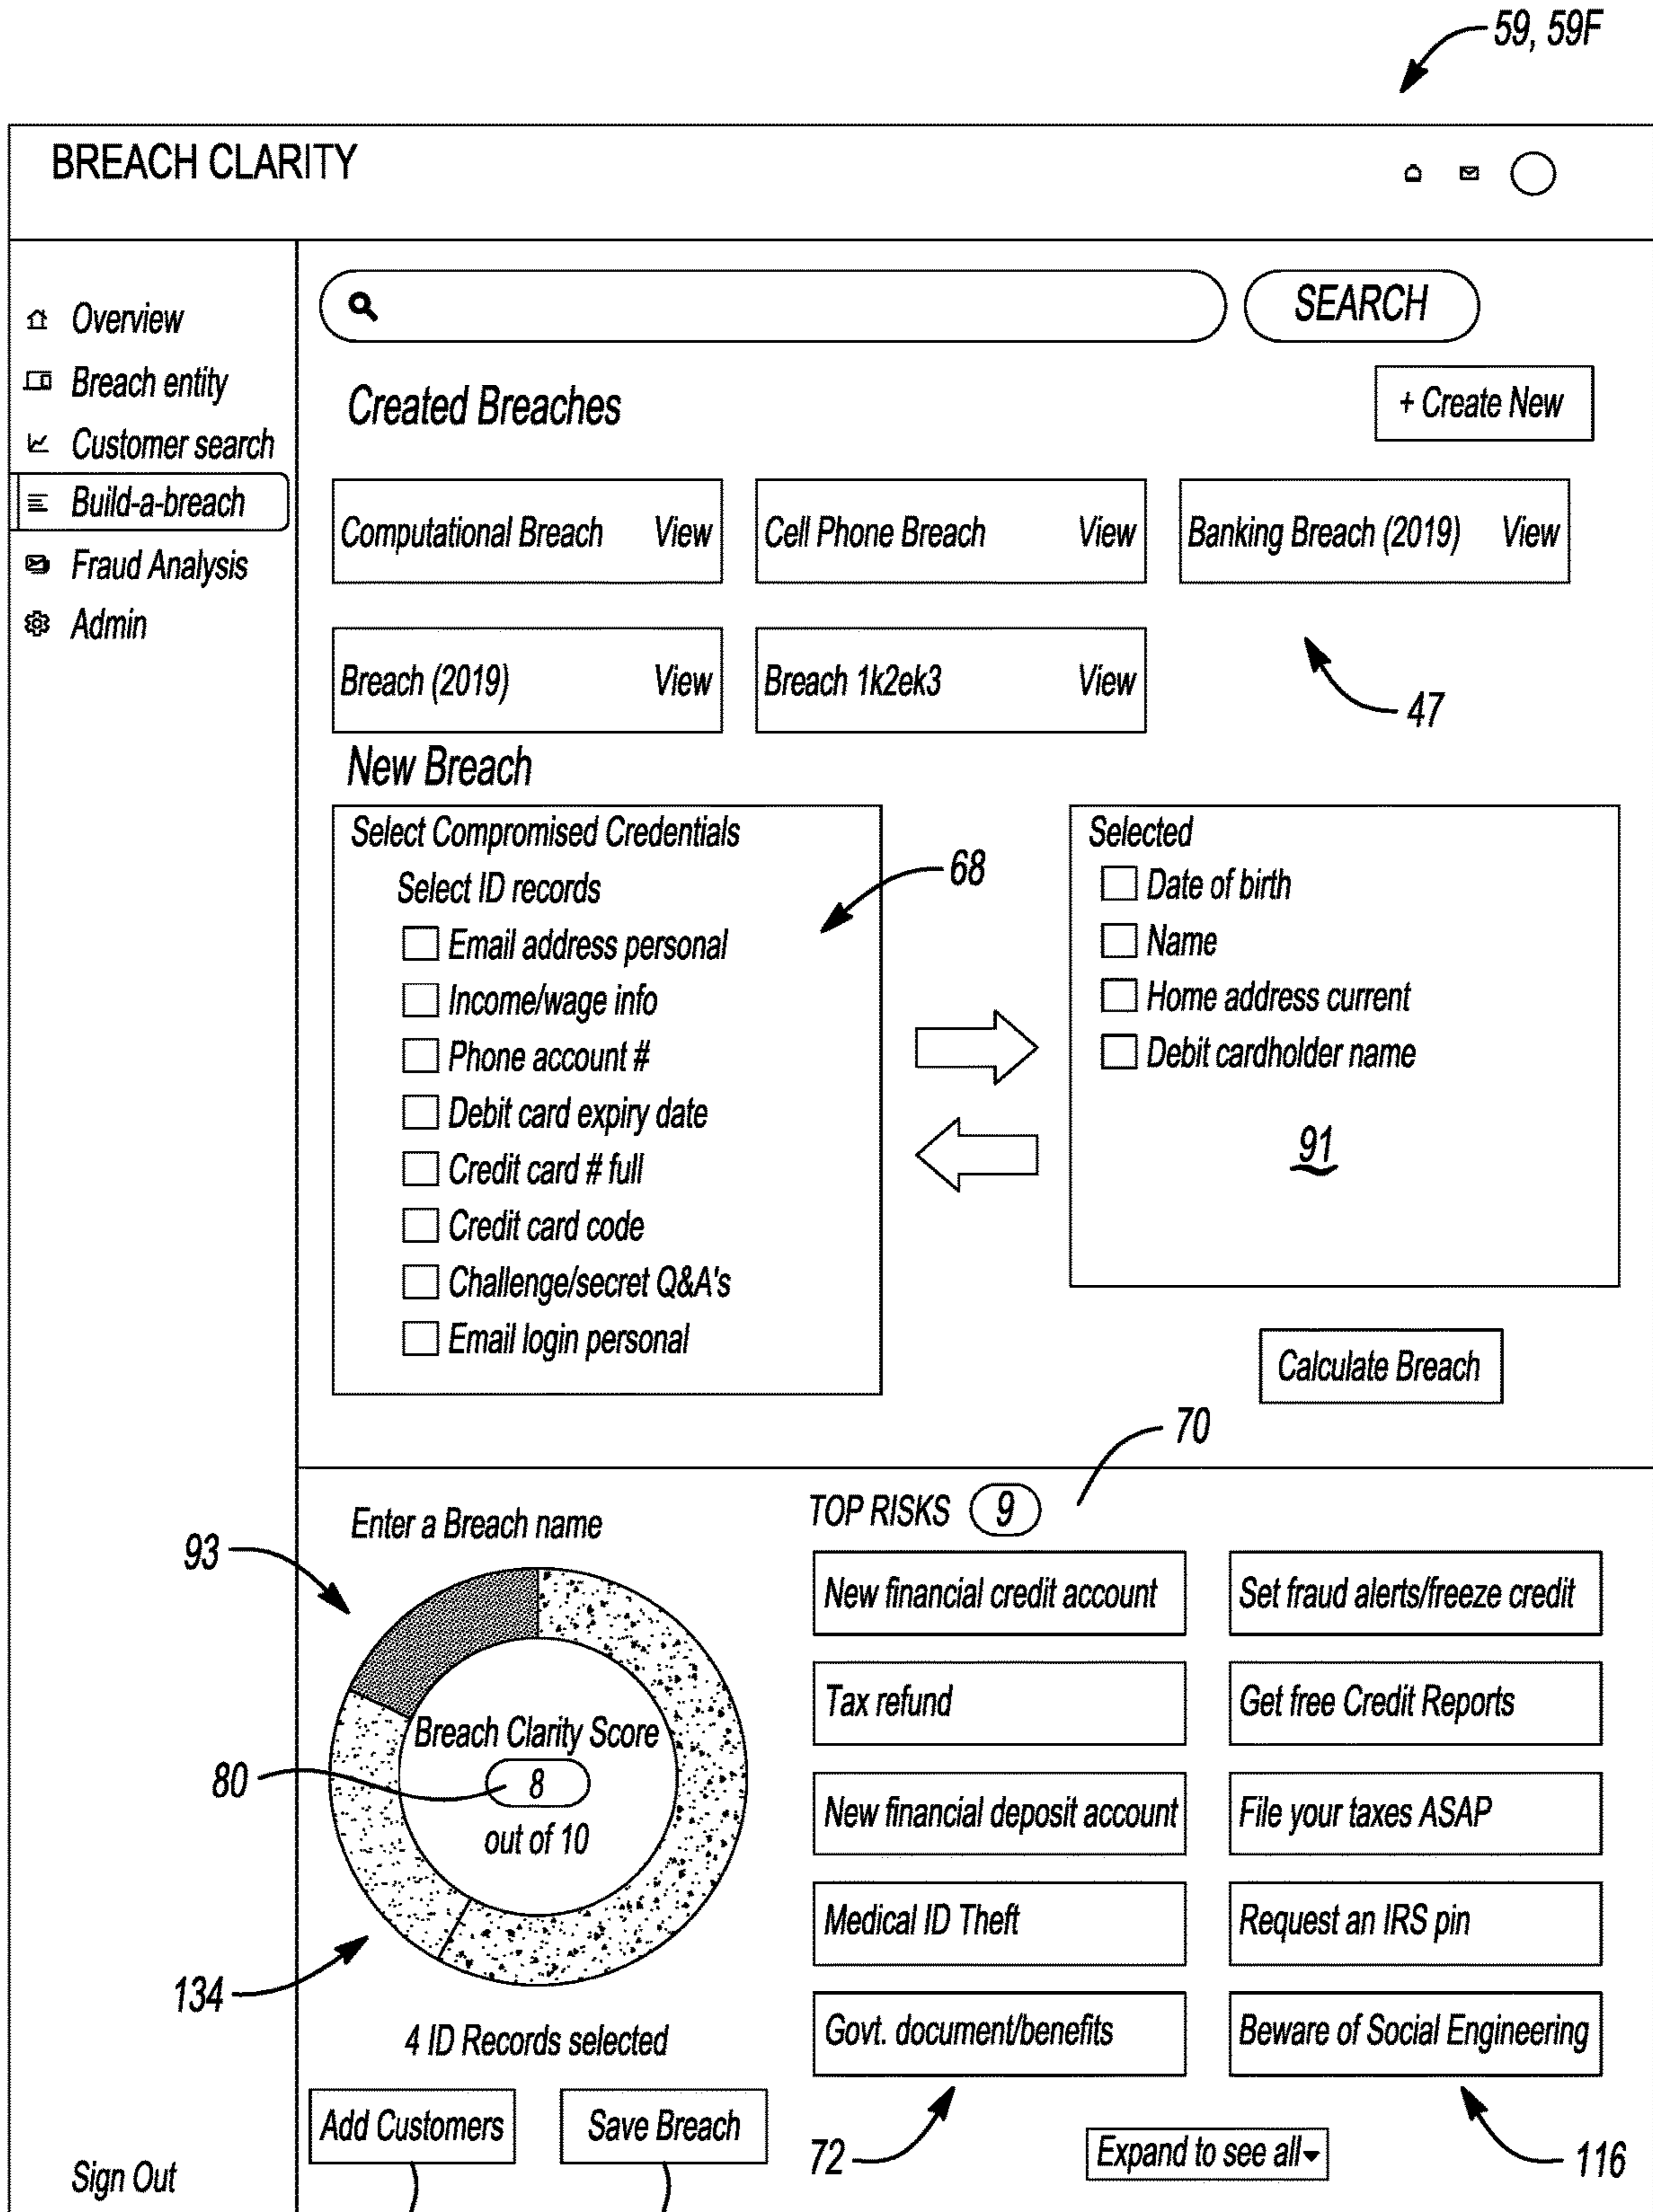 59, 59F
BREACH CLARITY
Overview
Breach entity
Customer search
Build-a-breach
Fraud Analysis
Admin
Sign Out
SEARCH
Created Breaches
+ Create New
Computational Breach View
Cell Phone Breach View
Banking Breach (2019) View
Breach (2019) View
Breach 1k2ek3 View
47
New Breach
Select Compromised Credentials
Select ID records
Email address personal
Income/wage info
Phone account #
Debit card expiry date
Credit card # full
Credit card code
Challenge/secret Q&A's
Email login personal
68
Selected
Date of birth
Name
Home address current
Debit cardholder name
91
Calculate Breach
70
Enter a Breach name
93
Breach Clarity Score
80
8
out of 10
134
4 ID Records selected
Add Customers
Save Breach
TOP RISKS 9
New financial credit account
Set fraud alerts/freeze credit
Tax refund
Get free Credit Reports
New financial deposit account
File your taxes ASAP
Medical ID Theft
Request an IRS pin
Govt. document/benefits
Beware of Social Engineering
72
Expand to see all
116